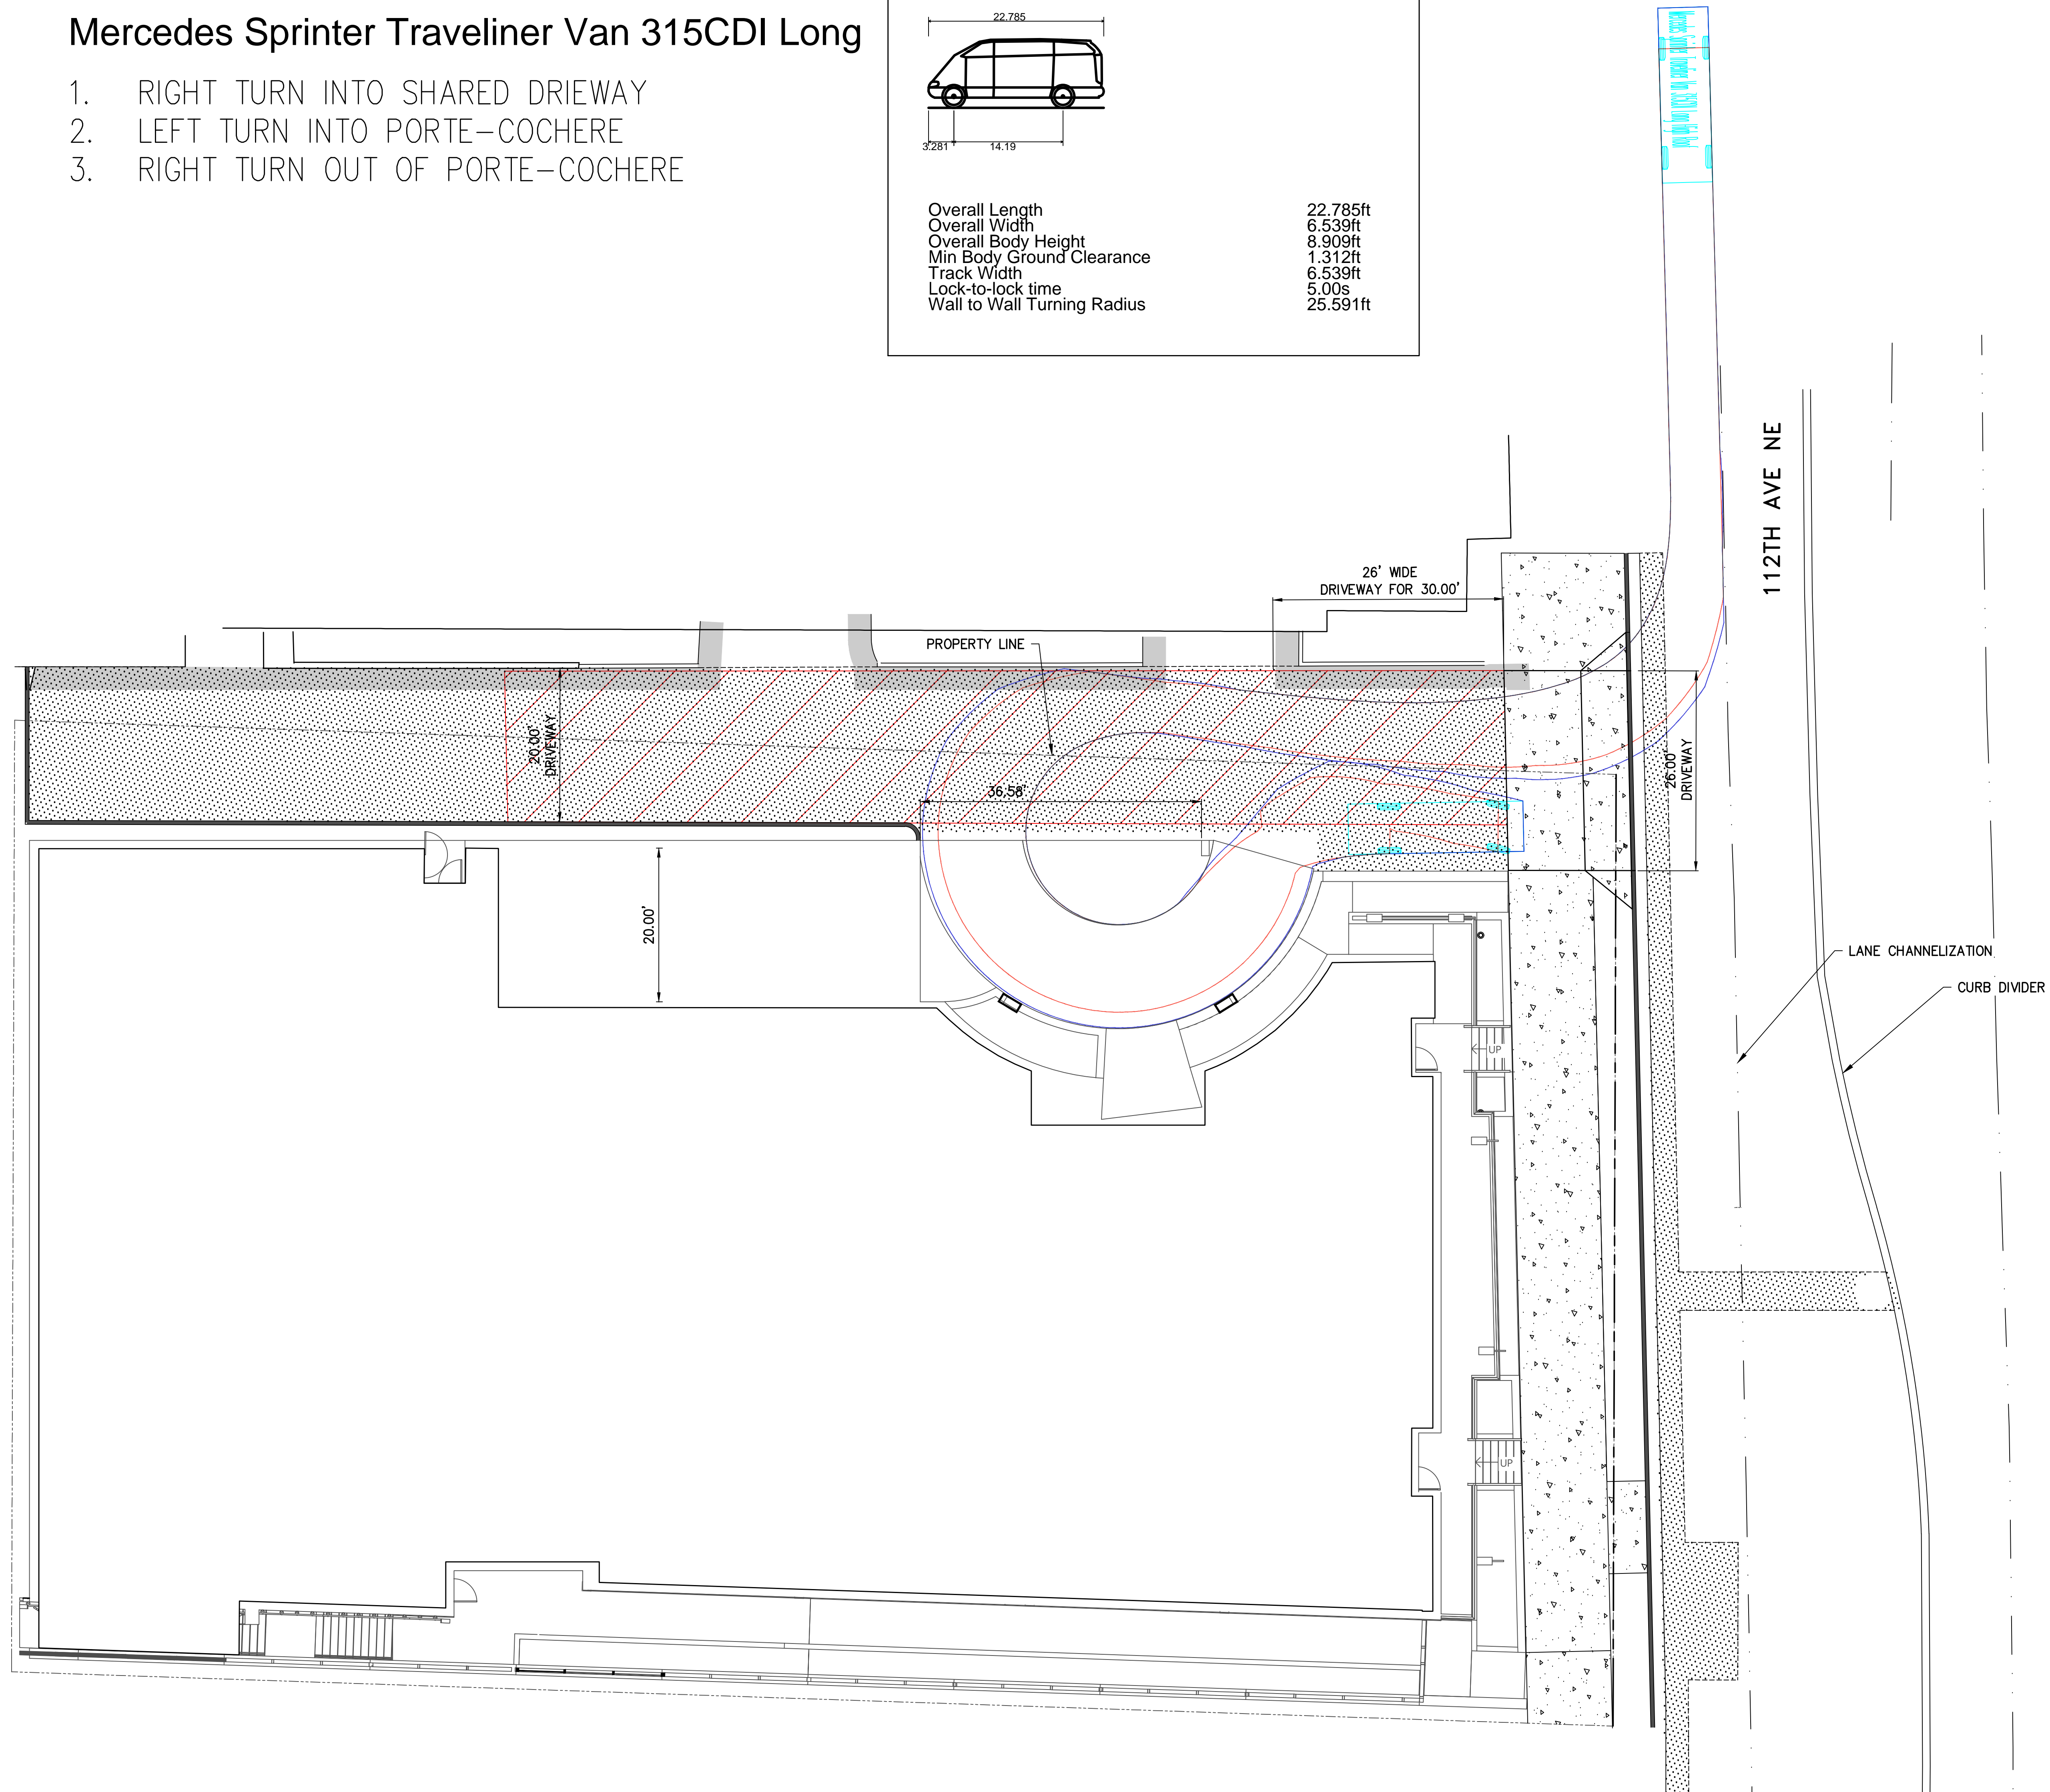 Mercedes Sprinter Traveliner Van 315CDI Long
1. RIGHT TURN INTO SHARED DRIEWAY
2. LEFT TURN INTO PORTE-COCHERE
3. RIGHT TURN OUT OF PORTE-COCHERE
22.785
3.281 14.19
Overall Length 22.785ft
Overall Width 6.539ft
Overall Body Height 8.909ft
Min Body Ground Clearance 1.312ft
Track Width 6.539ft
Lock-to-lock time 5.00s
Wall to Wall Turning Radius 25.591ft
112TH AVE NE
26' WIDE
DRIVEWAY FOR 30.00'
PROPERTY LINE
20.00'
DRIVEWAY
36.58'
26.00'
DRIVEWAY
20.00'
LANE CHANNELIZATION
CURB DIVIDER
UP
UP